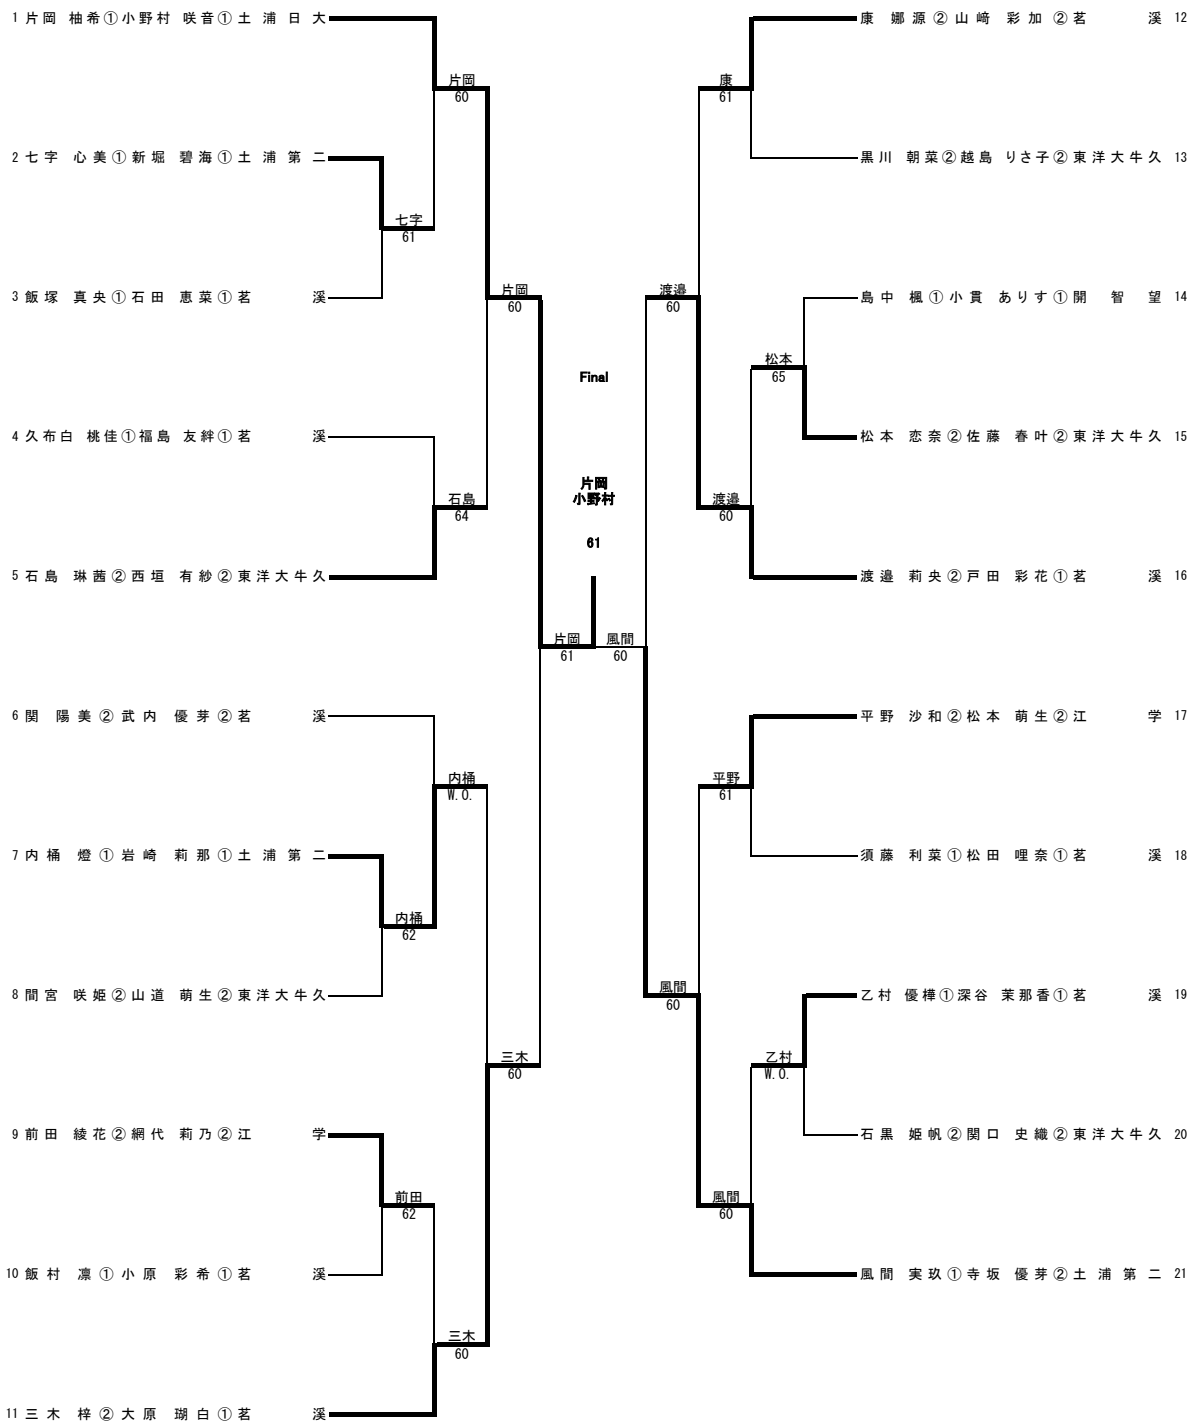 1 片岡 柚希①小野村 咲音①土浦日大
康 娜源②山﨑 彩加②茗溪 12
片岡
60
康
61
2 七字 心美①新堀 碧海①土浦第二
黒川 朝菜②越島 りさ子②東洋大牛久 13
七字
61
3 飯塚 真央①石田 恵菜①茗溪
島中 楓①小貫 ありす①開智望 14
片岡
60
渡邉
60
松本
65
Final
4 久布白 桃佳①福島 友絆①茗溪
松本 恋奈②佐藤 春叶②東洋大牛久 15
石島
64
片岡
小野村
渡邉
60
61
5 石島 琳茜②西垣 有紗②東洋大牛久
渡邉 莉央②戸田 彩花①茗溪 16
片岡
61
風間
60
6 関 陽美②武内 優芽②茗溪
平野 沙和②松本 萌生②江学 17
内桶
W.O.
平野
61
7 内桶 燈①岩崎 莉那①土浦第二
須藤 利菜①松田 哩奈①茗溪 18
内桶
62
8 間宮 咲姫②山道 萌生②東洋大牛久
乙村 優樺①深谷 茉那香①茗溪 19
風間
60
三木
60
乙村
W.O.
9 前田 綾花②網代 莉乃②江学
石黒 姫帆②関口 史織②東洋大牛久 20
前田
62
風間
60
10 飯村 凛①小原 彩希①茗溪
風間 実玖①寺坂 優芽②土浦第二 21
三木
60
11 三木 梓②大原 瑚白①茗溪